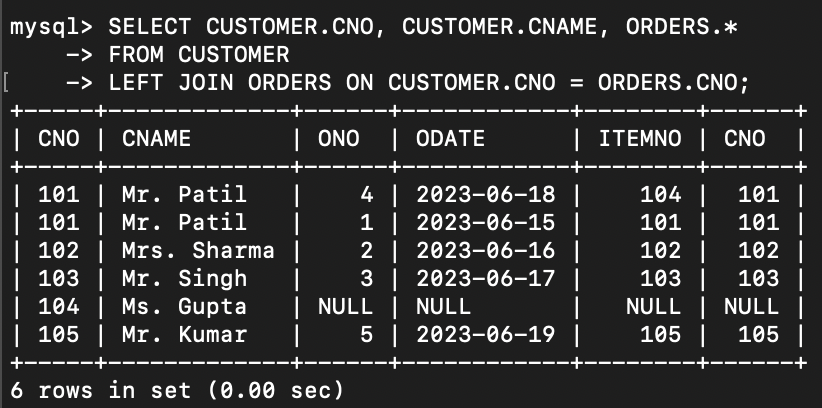 mysql> SELECT CUSTOMER.CNO, CUSTOMER.CNAME, ORDERS.*
    -> FROM CUSTOMER
[    -> LEFT JOIN ORDERS ON CUSTOMER.CNO = ORDERS.CNO;
+-----+-------------+------+------------+--------+------+
| CNO | CNAME       | ONO  | ODATE      | ITEMNO | CNO  |
+-----+-------------+------+------------+--------+------+
| 101 | Mr. Patil   |    4 | 2023-06-18 |    104 |  101 |
| 101 | Mr. Patil   |    1 | 2023-06-15 |    101 |  101 |
| 102 | Mrs. Sharma |    2 | 2023-06-16 |    102 |  102 |
| 103 | Mr. Singh   |    3 | 2023-06-17 |    103 |  103 |
| 104 | Ms. Gupta   | NULL | NULL       |   NULL | NULL |
| 105 | Mr. Kumar   |    5 | 2023-06-19 |    105 |  105 |
+-----+-------------+------+------------+--------+------+
6 rows in set (0.00 sec)